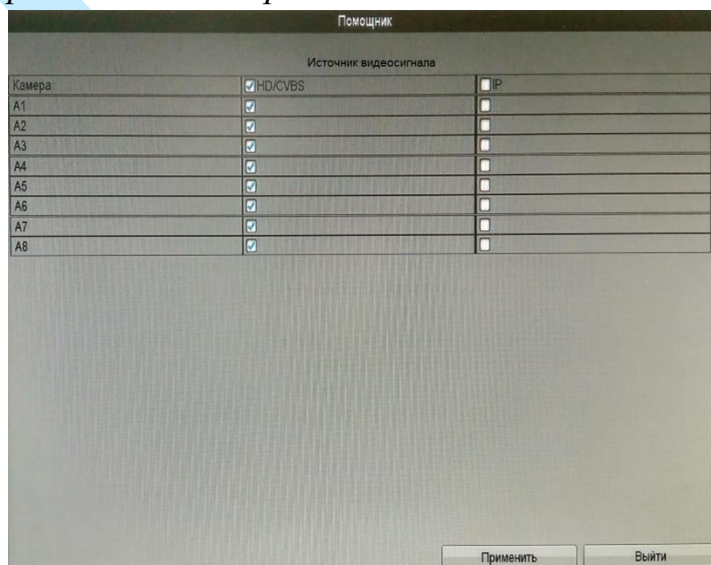 Помощник
Источник видеосигнала
Камера HD/CVBS IP
A1
A2
A3
A4
A5
A6
A7
A8
Применить Выйти